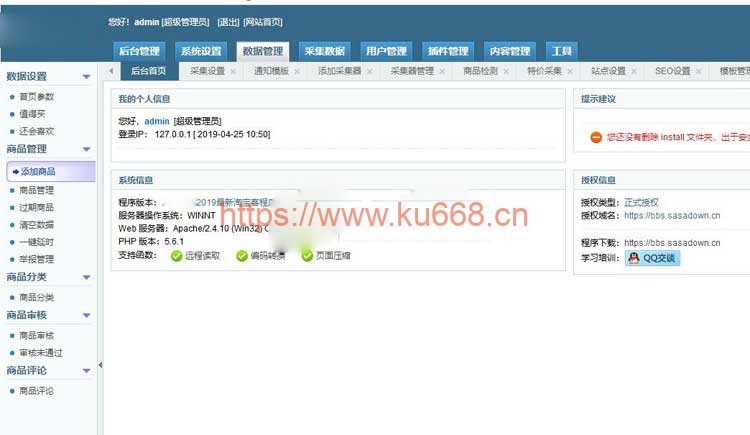 您好! admin [超级管理员] [退出] [网站首页]
后台管理 系统设置 数据管理 采集数据 用户管理 插件管理 内容管理 工具
后台首页 采集设置 通知模版 添加采集器 采集器管理 商品检测 特价采集 站点设置 SEO设置 模板管理
数据设置
首页参数
值得买
还会喜欢
商品管理
添加商品
商品管理
过期商品
清空数据
一键延时
举报管理
商品分类
商品分类
商品审核
商品审核
审核未通过
商品评论
商品评论
我的个人信息
您好，admin [超级管理员]
登录IP： 127.0.0.1 [ 2019-04-25 10:50]
提示建议
您还没有删除 install 文件夹，出于安全
系统信息
程序版本： 2019最新淘宝客程序
服务器操作系统：WINNT
Web 服务器：Apache/2.4.10 (Win32)
PHP 版本：5.6.1
支持函数： 远程读取 编码转换 页面压缩
https://www.ku668.cn
授权信息
授权类型：正式授权
授权域名：https://bbs.sasadown.cn
程序下载：https://bbs.sasadown.cn
学习培训： QQ交谈